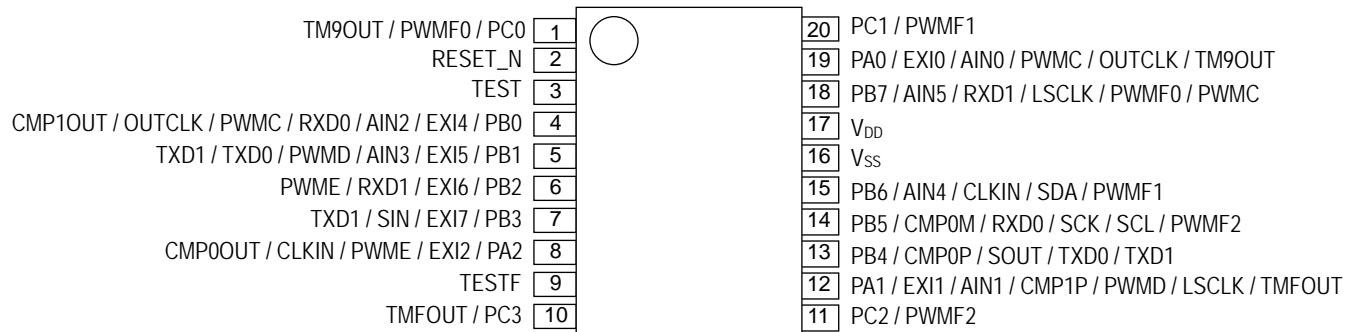 TM9OUT / PWMF0 / PC0 1
RESET_N 2
TEST 3
CMP1OUT / OUTCLK / PWMC / RXD0 / AIN2 / EXI4 / PB0 4
TXD1 / TXD0 / PWMD / AIN3 / EXI5 / PB1 5
PWME / RXD1 / EXI6 / PB2 6
TXD1 / SIN / EXI7 / PB3 7
CMP0OUT / CLKIN / PWME / EXI2 / PA2 8
TESTF 9
TMFOUT / PC3 10
20 PC1 / PWMF1
19 PA0 / EXI0 / AIN0 / PWMC / OUTCLK / TM9OUT
18 PB7 / AIN5 / RXD1 / LSCLK / PWMF0 / PWMC
17 VDD
16 VSS
15 PB6 / AIN4 / CLKIN / SDA / PWMF1
14 PB5 / CMP0M / RXD0 / SCK / SCL / PWMF2
13 PB4 / CMP0P / SOUT / TXD0 / TXD1
12 PA1 / EXI1 / AIN1 / CMP1P / PWMD / LSCLK / TMFOUT
11 PC2 / PWMF2